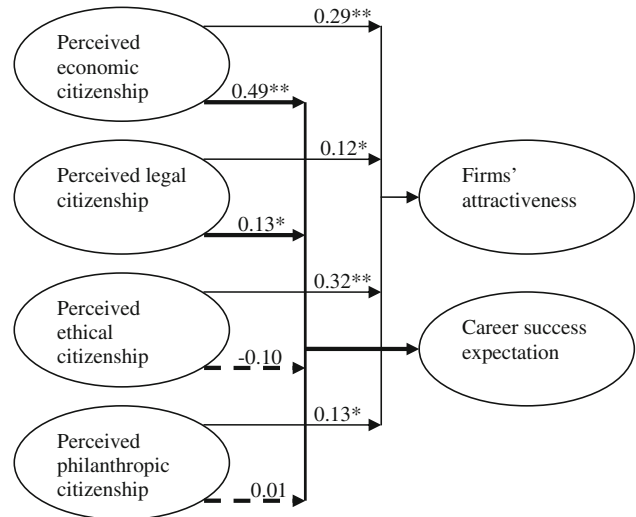 0.29**
Perceived
economic
citizenship
0.49**
Perceived legal
citizenship
0.12*
0.13*
Firms'
attractiveness
Perceived
ethical
citizenship
0.32**
-0.10
Career success
expectation
Perceived
philanthropic
citizenship
0.13*
0.01